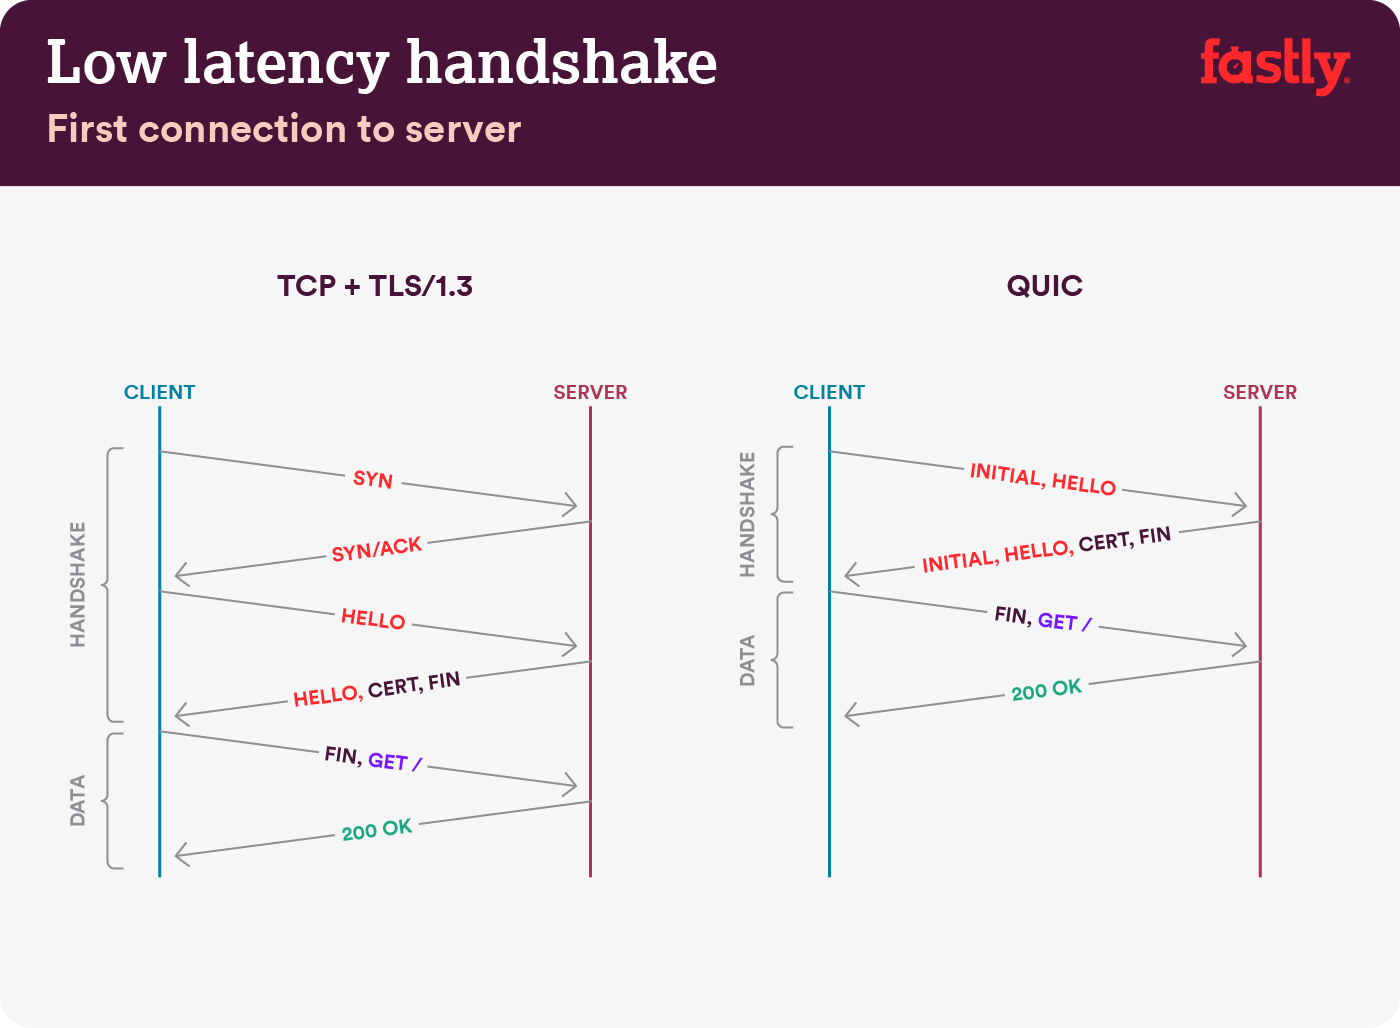 Low latency handshake
fastly
First connection to server
TCP + TLS/1.3
CLIENT
SERVER
HANDSHAKE
SYN
SYN/ACK
HELLO
HELLO, CERT, FIN
DATA
FIN, GET /
200 OK
QUIC
CLIENT
SERVER
HANDSHAKE
INITIAL, HELLO
INITIAL, HELLO, CERT, FIN
DATA
FIN, GET /
200 OK